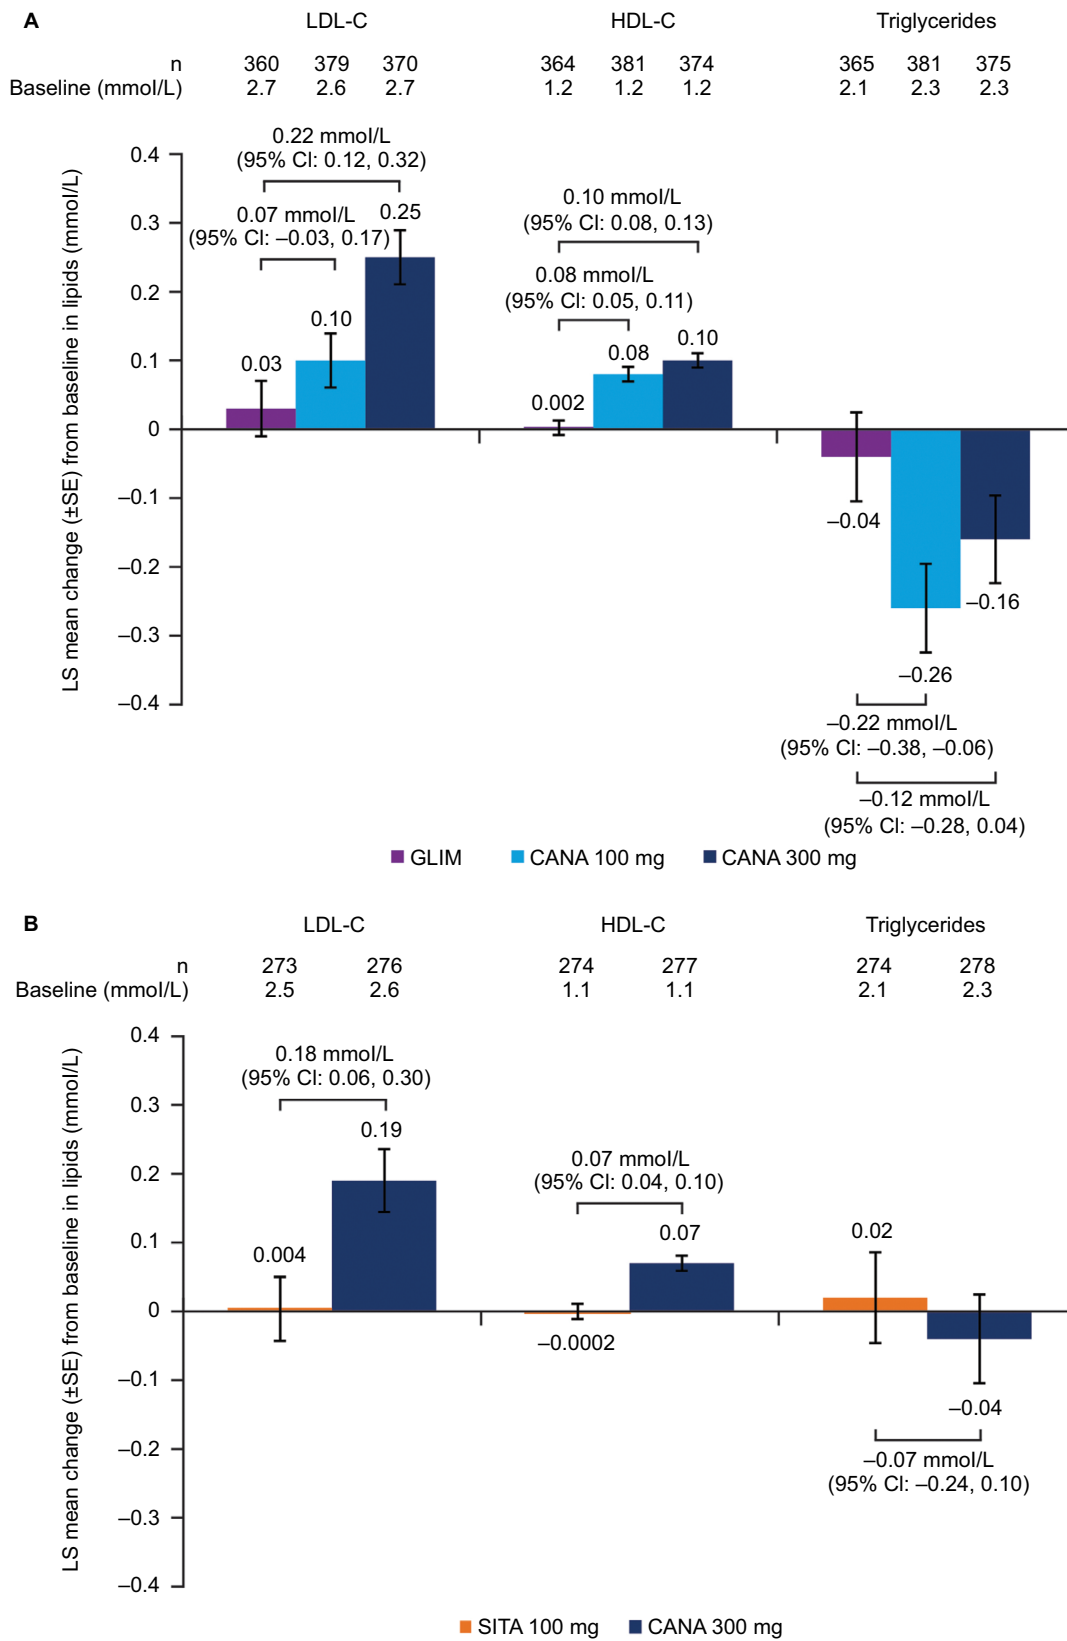 A
LDL-C HDL-C Triglycerides
n 360 379 370 364 381 374 365 381 375
Baseline (mmol/L) 2.7 2.6 2.7 1.2 1.2 1.2 2.1 2.3 2.3
LS mean change (±SE) from baseline in lipids (mmol/L)
0.4
0.3
0.2
0.1
0
–0.1
–0.2
–0.3
–0.4
0.22 mmol/L
(95% CI: 0.12, 0.32)
0.07 mmol/L
(95% CI: –0.03, 0.17)
0.03
0.10
0.25
0.10 mmol/L
(95% CI: 0.08, 0.13)
0.08 mmol/L
(95% CI: 0.05, 0.11)
0.002
0.08
0.10
–0.04
–0.26
–0.16
–0.22 mmol/L
(95% CI: –0.38, –0.06)
–0.12 mmol/L
(95% CI: –0.28, 0.04)
GLIM CANA 100 mg CANA 300 mg
B
LDL-C HDL-C Triglycerides
n 273 276 274 277 274 278
Baseline (mmol/L) 2.5 2.6 1.1 1.1 2.1 2.3
LS mean change (±SE) from baseline in lipids (mmol/L)
0.4
0.3
0.2
0.1
0
–0.1
–0.2
–0.3
–0.4
0.18 mmol/L
(95% CI: 0.06, 0.30)
0.004
0.19
0.07 mmol/L
(95% CI: 0.04, 0.10)
–0.0002
0.07
0.02
–0.04
–0.07 mmol/L
(95% CI: –0.24, 0.10)
SITA 100 mg CANA 300 mg